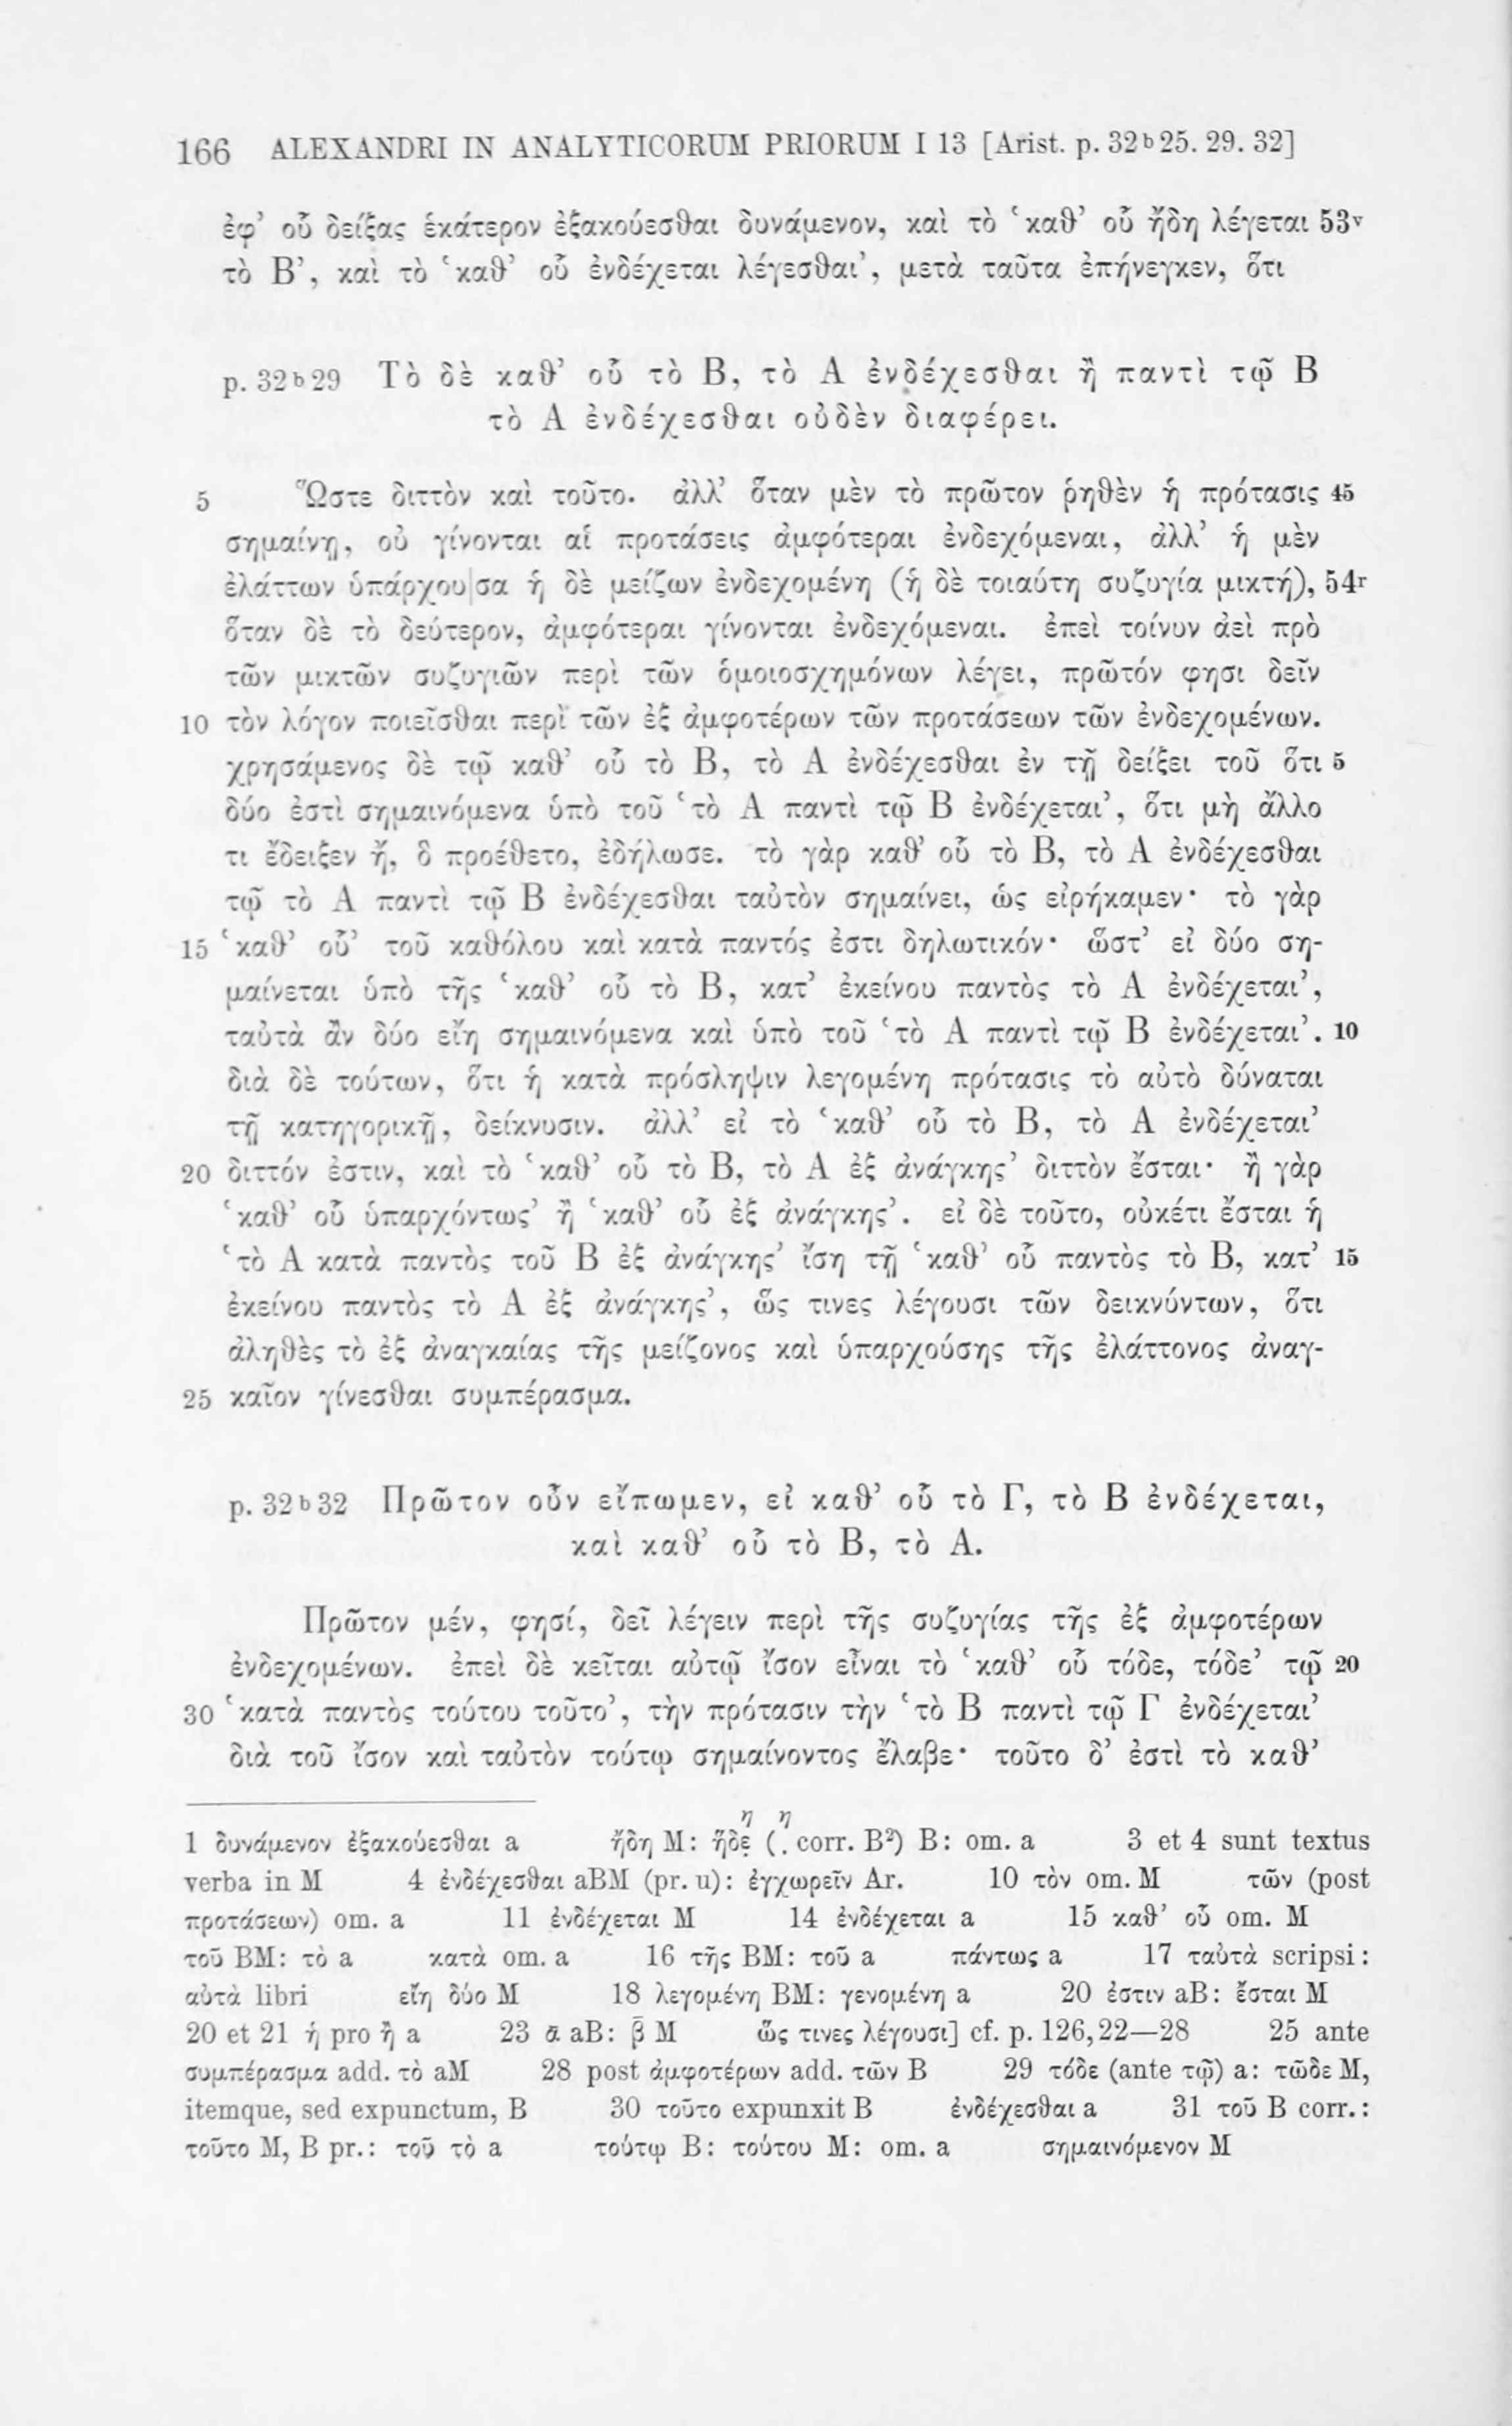 166 ALEXANDRI IN ANALYTICORUM PRIORUM I 13 [Arist. p. 32b25. 29. 32]
ἐφ’ οὗ δείξας ἑκάτερον ἐξακούεσθαι δυνάμενον, καὶ τὸ ‘καθ’ οὗ ἤδη λέγεται 53v
τὸ Β’, καὶ τὸ ‘καθ’ οὗ ἐνδέχεται λέγεσθαι’, μετὰ ταῦτα ἐπήνεγκεν, ὅτι
p. 32b29 Τὸ δὲ καθ’ οὗ τὸ Β, τὸ Α ἐνδέχεσθαι ἢ παντὶ τῷ Β
τὸ Α ἐνδέχεσθαι οὐδὲν διαφέρει.
5 Ὥστε διττὸν καὶ τοῦτο. ἀλλ’ ὅταν μὲν τὸ πρῶτον ῥηθὲν ἡ πρότασις 45
σημαίνῃ, οὐ γίνονται αἱ προτάσεις ἀμφότεραι ἐνδεχόμεναι, ἀλλ’ ἡ μὲν
ἐλάττων ὑπάρχου|σα ἡ δὲ μείζων ἐνδεχομένη (ἡ δὲ τοιαύτη συζυγία μικτή), 54r
ὅταν δὲ τὸ δεύτερον, ἀμφότεραι γίνονται ἐνδεχόμεναι. ἐπεὶ τοίνυν ἀεὶ πρὸ
τῶν μικτῶν συζυγιῶν περὶ τῶν ὁμοιοσχημόνων λέγει, πρῶτόν φησι δεῖν
10 τὸν λόγον ποιεῖσθαι περὶ τῶν ἐξ ἀμφοτέρων τῶν προτάσεων τῶν ἐνδεχομένων.
χρησάμενος δὲ τῷ καθ’ οὗ τὸ Β, τὸ Α ἐνδέχεσθαι ἐν τῇ δείξει τοῦ ὅτι 5
δύο ἐστὶ σημαινόμενα ὑπὸ τοῦ ‘τὸ Α παντὶ τῷ Β ἐνδέχεται’, ὅτι μὴ ἄλλο
τι ἔδειξεν ἤ, ὃ προέθετο, ἐδήλωσε. τὸ γὰρ καθ’ οὗ τὸ Β, τὸ Α ἐνδέχεσθαι
τῷ τὸ Α παντὶ τῷ Β ἐνδέχεσθαι ταὐτὸν σημαίνει, ὡς εἰρήκαμεν· τὸ γὰρ
15 ‘καθ’ οὗ’ τοῦ καθόλου καὶ κατὰ παντός ἐστι δηλωτικόν· ὥστ’ εἰ δύο ση-
μαίνεται ὑπὸ τῆς ‘καθ’ οὗ τὸ Β, κατ’ ἐκείνου παντὸς τὸ Α ἐνδέχεται’,
ταὐτὰ ἂν δύο εἴη σημαινόμενα καὶ ὑπὸ τοῦ ‘τὸ Α παντὶ τῷ Β ἐνδέχεται’. 10
διὰ δὲ τούτων, ὅτι ἡ κατὰ πρόσληψιν λεγομένη πρότασις τὸ αὐτὸ δύναται
τῇ κατηγορικῇ, δείκνυσιν. ἀλλ’ εἰ τὸ ‘καθ’ οὗ τὸ Β, τὸ Α ἐνδέχεται’
20 διττόν ἐστιν, καὶ τὸ ‘καθ’ οὗ τὸ Β, τὸ Α ἐξ ἀνάγκης’ διττὸν ἔσται· ἢ γὰρ
‘καθ’ οὗ ὑπαρχόντως’ ἢ ‘καθ’ οὗ ἐξ ἀνάγκης’. εἰ δὲ τοῦτο, οὐκέτι ἔσται ἡ
‘τὸ Α κατὰ παντὸς τοῦ Β ἐξ ἀνάγκης’ ἴση τῇ ‘καθ’ οὗ παντὸς τὸ Β, κατ’ 15
ἐκείνου παντὸς τὸ Α ἐξ ἀνάγκης’, ὥς τινες λέγουσι τῶν δεικνύντων, ὅτι
ἀληθὲς τὸ ἐξ ἀναγκαίας τῆς μείζονος καὶ ὑπαρχούσης τῆς ἐλάττονος ἀναγ-
25 καῖον γίνεσθαι συμπέρασμα.
p. 32b32 Πρῶτον οὖν εἴπωμεν, εἰ καθ’ οὗ τὸ Γ, τὸ Β ἐνδέχεται,
καὶ καθ’ οὗ τὸ Β, τὸ Α.
Πρῶτον μέν, φησί, δεῖ λέγειν περὶ τῆς συζυγίας τῆς ἐξ ἀμφοτέρων
ἐνδεχομένων. ἐπεὶ δὲ κεῖται αὐτῷ ἴσον εἶναι τὸ ‘καθ’ οὗ τόδε, τόδε’ τῷ 20
30 ‘κατὰ παντὸς τούτου τοῦτο’, τὴν πρότασιν τὴν ‘τὸ Β παντὶ τῷ Γ ἐνδέχεται’
διὰ τοῦ ἴσον καὶ ταὐτὸν τούτῳ σημαίνοντος ἔλαβε· τοῦτο δ’ ἐστὶ τὸ καθ’
η η
1 δυνάμενον ἐξακούεσθαι a ἤδη M: ᾕδε̣ (. corr. B²) B: om. a 3 et 4 sunt textus
verba in M 4 ἐνδέχεσθαι aBM (pr. u): ἐγχωρεῖν Ar. 10 τὸν om. M τῶν (post
προτάσεων) om. a 11 ἐνδέχεται M 14 ἐνδέχεται a 15 καθ’ οὗ om. M
τοῦ BM: τὸ a κατὰ om. a 16 τῆς BM: τοῦ a πάντως a 17 ταὐτὰ scripsi:
αὐτὰ libri εἴη δύο M 18 λεγομένη BM: γενομένη a 20 ἐστιν aB: ἔσται M
20 et 21 ἡ pro ἢ a 23 ᾱ aB: β̄ M ὥς τινες λέγουσι] cf. p. 126,22—28 25 ante
συμπέρασμα add. τὸ aM 28 post ἀμφοτέρων add. τῶν B 29 τόδε (ante τῷ) a: τῶδε M,
itemque, sed expunctum, B 30 τοῦτο expunxit B ἐνδέχεσθαι a 31 τοῦ B corr.:
τοῦτο M, B pr.: τοῦ τὸ a τούτῳ B: τούτου M: om. a σημαινόμενον M